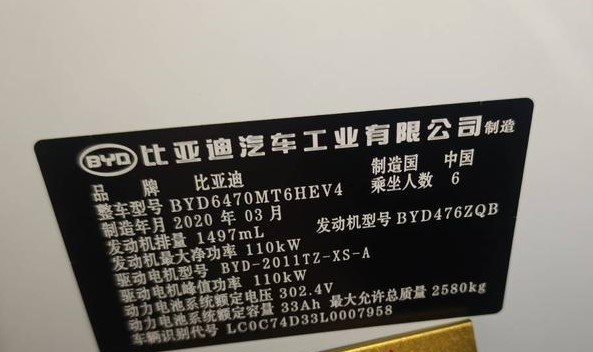 BYD 比亚迪汽车工业有限公司 制造
品 牌 比亚迪 制造国 中国
整车型号 BYD6470MT6HEV4 乘坐人数 6
制造年月 2020 年 03 月
发动机排量 1497mL 发动机型号 BYD476ZQB
发动机最大净功率 110kW
驱动电机型号 BYD-2011TZ-XS-A
驱动电机峰值功率 110kW
动力电池系统额定电压 302.4V
动力电池系统额定容量 33Ah 最大允许总质量 2580kg
车辆识别代号 LC0C74D33L0007958